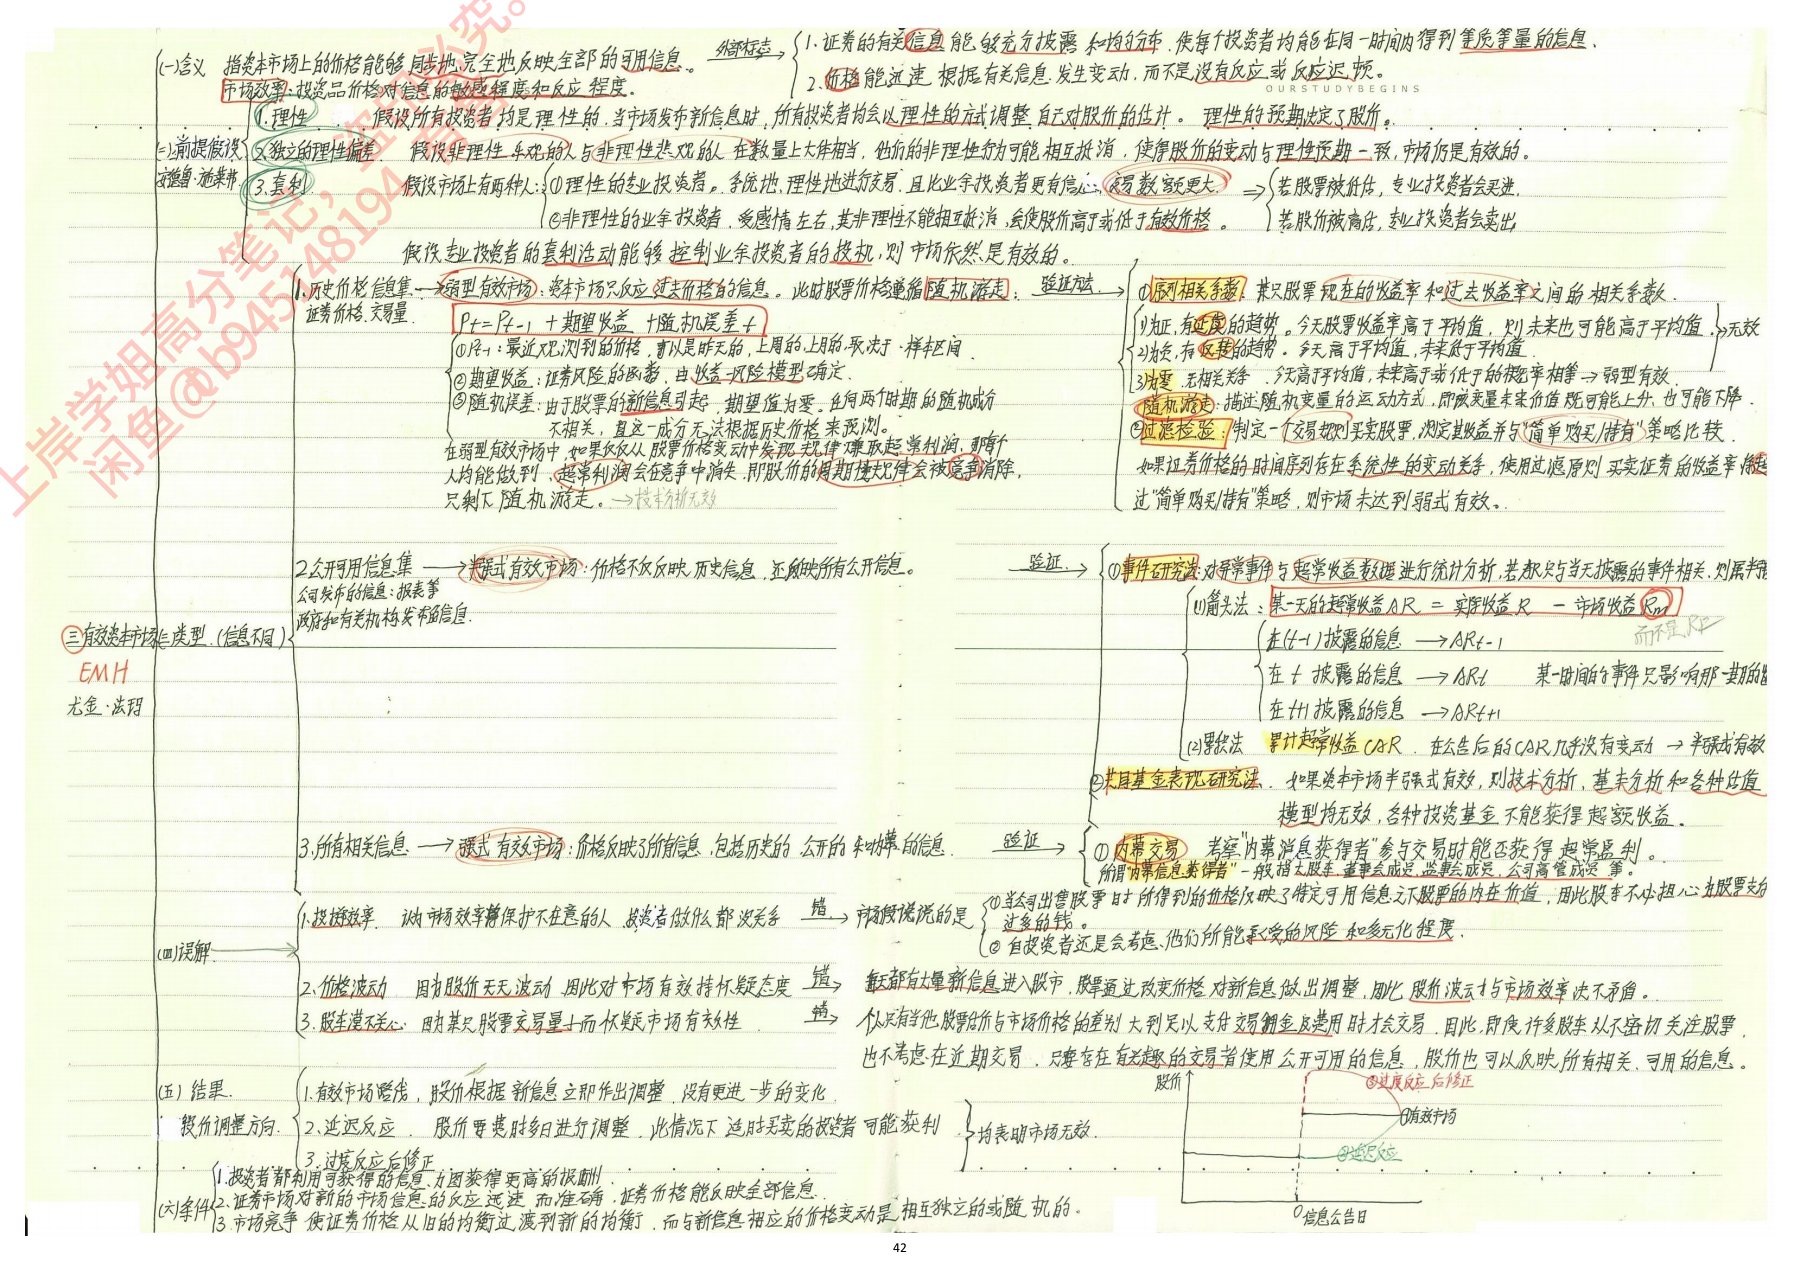 (一)含义 指资本市场上的价格能够同步地、完全地反映全部的可用信息。 外部标志→
1.证券的有关信息能够充分披露和均匀分布,使每个投资者均能在同一时间内得到等质等量的信息.
2.价格能迅速根据有关信息发生变动,而不是没有反应或反应迟顿。
OURSTUDYBEGINS
市场效率:投资品价格对信息的敏感程度和反应程度。
(二)前提假设
安德鲁·施莱弗
1.理性 假设所有投资者均是理性的,当市场发布新信息时,所有投资者均会以理性的方式调整自己对股价的估计。 理性的预期决定了股价。
2.独立的理性偏差 假设非理性乐观的人与非理性悲观的人在数量上大体相当,他们的非理性行为可能相互抵消,使得股价的变动与理性预期一致,市场仍是有效的。
3.套利 假设市场上有两种人:①理性的专业投资者。系统地、理性地进行交易,且比业余投资者更有信心,交易数额更大. ⇒ 若股票被低估,专业投资者会买进.
②非理性的业余投资者,受感情左右,其非理性不能相互抵消,会使股价高于或低于有效价格。 若股价被高估,专业投资者会卖出
假设专业投资者的套利活动能够控制业余投资者的投机,则市场依然是有效的。
三有效资本市场三类型.(信息不同)
EMH
尤金·法玛
1.历史价格信息集→弱型有效市场:资本市场只反应过去价格的信息。此时股票价格遵循随机游走: 验证方法→
证券价格、交易量
Pt=Pt-1 +期望收益 +随机误差t
①Pt-1:最近观测到的价格,可以是昨天的,上周的,上月的.取决于样本区间.
②期望收益:证券风险的函数,由收益-风险模型确定.
③随机误差:由于股票的新信息引起,期望值为零。任何两个时期的随机成分
不相关,且这一成分无法根据历史价格来预测。
在弱型有效市场中,如果仅仅从股票价格变动中发现规律赚取超常利润,那每个
人均能做到,超常利润会在竞争中消失.即股价的周期性规律会被竞争消除,
只剩下随机游走。→技术分析无效
①序列相关系数:某只股票现在的收益率和过去收益率之间的相关系数.
1)为正,有延续的趋势。今天股票收益率高于平均值,则未来也可能高于平均值. 无效
2)为负,有反转的趋势。今天高于平均值,未来低于平均值
3)为零 无相关关系.今天高于平均值,未来高于或低于的概率相等→弱型有效.
随机游走:描述随机变量的运动方式,即该变量未来价值既可能上升,也可能下降.
②过滤检验:制定一个交易规则买卖股票,测定其收益并与“简单购买/持有”策略比较.
如果证券价格的时间序列存在系统性的变动关系,使用过滤原则买卖证券的收益率将超
过“简单购买/持有”策略,则市场未达到弱式有效。
2.公开可用信息集→半强式有效市场:价格不仅反映历史信息,还反映所有公开信息。 验证→
公司发布的信息:报表等
政府和有关机构发布的信息.
①事件研究法:对异常事件与超常收益数据进行统计分析,若都只与当天披露的事件相关,则属半强
(1)箭头法:某一天的超常收益AR = 实际收益R - 市场收益Rm
而不是RF
在(t-1)披露的信息→ARt-1
在 t 披露的信息→ARt 某一时间的事件只影响那一期的
在t+1披露的信息→ARt+1
(2)累积法 累计超常收益CAR.在公告后的CAR几乎没有变动→半强式有效
②共同基金表现研究法.如果资本市场半强式有效,则技术分析,基本分析和各种估值
模型均无效,各种投资基金不能获得超额收益。
3.所有相关信息→强式有效市场:价格反映了所有信息,包括历史的 公开的 和内幕的信息. 验证→
①内幕交易 考察“内幕消息获得者”参与交易时能否获得超常盈利。
所谓“内幕信息获得者”一般指大股东,董事会成员,监事会成员,公司高管成员等。
(四)误解
1.投掷效率 认为市场效率将保护不在意的人,投资者做什么都没关系 错→ 市场假说说的是
①当公司出售股票时所得到的价格反映了特定可用信息之下股票的内在价值,因此股东不必担心为股票支付
过多的钱。
②自投资者还是会考虑他们所能承受的风险和多元化程度.
2.价格波动 因为股价天天波动.因此对市场有效持怀疑态度 错→ 每天都有大量新信息进入股市,股票通过改变价格对新信息做出调整,因此股价波动与市场效率决不矛盾。
3.股东漠不关心 因为某只股票交易量小而怀疑市场有效性 错→ 仅只有当他股票估价与市场价格的差别大到足以支付交易佣金及费用时才会交易.因此,即使许多股东从不密切关注股票,
也不考虑在近期交易.只要存在有兴趣的交易者使用公开可用的信息,股价也可以反映所有相关、可用的信息。
(五)结果.
股价调整方向
1.有效市场路线,股价根据新信息立即作出调整,没有更进一步的变化.
2.延迟反应. 股价要其时多日进行调整.此情况下适时买卖的投资者可能获利
3.过度反应后修正
均表明市场无效.
股价
③过度反应后修正
①有效市场
②延迟反应
0 信息公告日
(六)条件
1.投资者都利用可获得的信息力图获得更高的报酬.
2.证券市场对新的市场信息的反应迅速而准确,证券价格能反映全部信息.
3.市场竞争使证券价格从旧的均衡过渡到新的均衡,而与新信息相应的价格变动是相互独立的或随机的。
上岸学姐高分笔记,盗卖必究。
闲鱼@b945148194
42